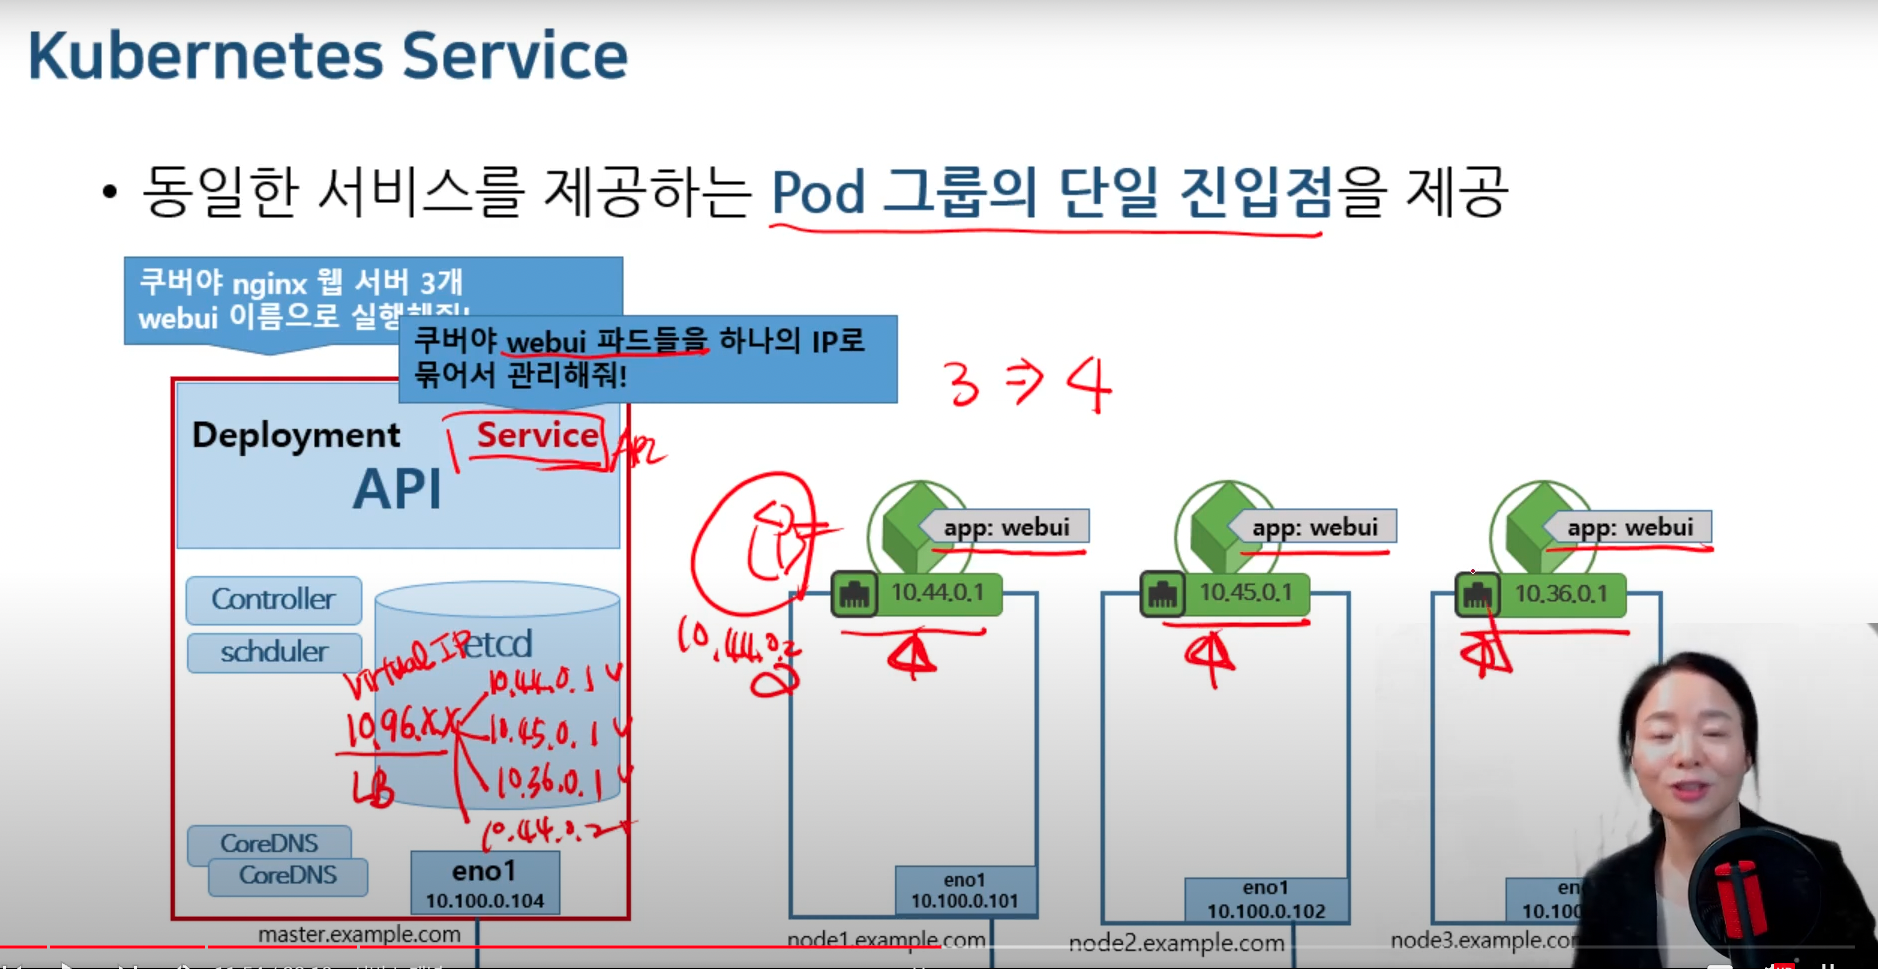 Kubernetes Service
• 동일한 서비스를 제공하는 Pod 그룹의 단일 진입점을 제공
쿠버야 nginx 웹 서버 3개
webui 이름으로 실행해줘!
쿠버야 webui 파드들을 하나의 IP로
묶어서 관리해줘!
3 ⇒ 4
Deployment
Service
API
API
app: webui
app: webui
app: webui
10.44.0.1
10.45.0.1
10.36.0.1
10.44.0.2
Controller
schduler
etcd
Virtual IP
10.96.X.X
LB
10.44.0.1
10.45.0.1
10.36.0.1
10.44.0.2
CoreDNS
CoreDNS
eno1
10.100.0.104
eno1
10.100.0.101
eno1
10.100.0.102
en
10.100
master.example.com
node1.example.com
node2.example.com
node3.example.com